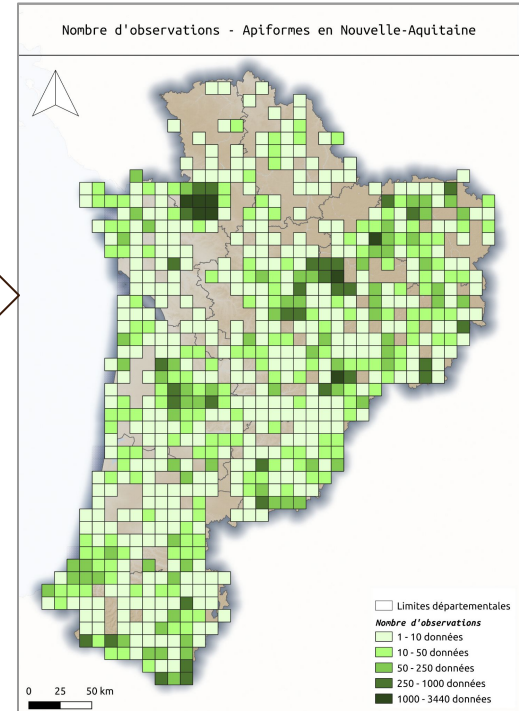 Nombre d'observations - Apiformes en Nouvelle-Aquitaine
Limites départementales
Nombre d'observations
1 - 10 données
10 - 50 données
50 - 250 données
250 - 1000 données
1000 - 3440 données
0 25 50 km